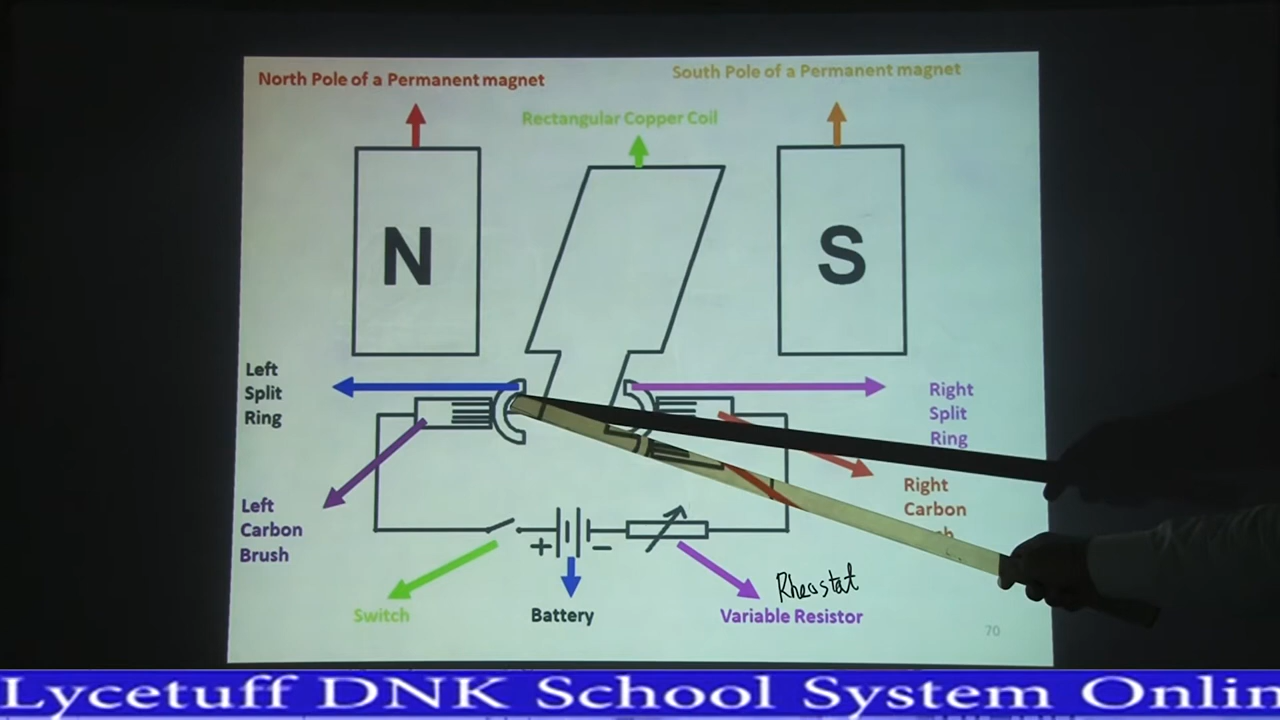 North Pole of a Permanent magnet
South Pole of a Permanent magnet
Rectangular Copper Coil
N
S
Left
Split
Ring
Right
Split
Ring
Left
Carbon
Brush
Right
Carbon
+
−
Rheostat
Switch
Battery
Variable Resistor
70
Lycetuff DNK School System Onlin